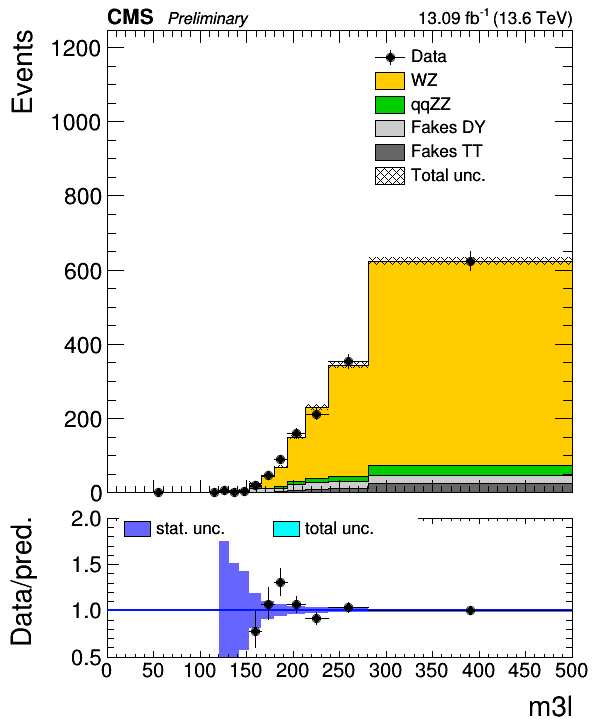 CMS Preliminary 13.09 fb⁻¹ (13.6 TeV)
Events
1200
1000
800
600
400
200
0
Data
WZ
qqZZ
Fakes DY
Fakes TT
Total unc.
Data/pred.
2.0
1.5
1.0
0.5
stat. unc. total unc.
0 50 100 150 200 250 300 350 400 450 500
m3l